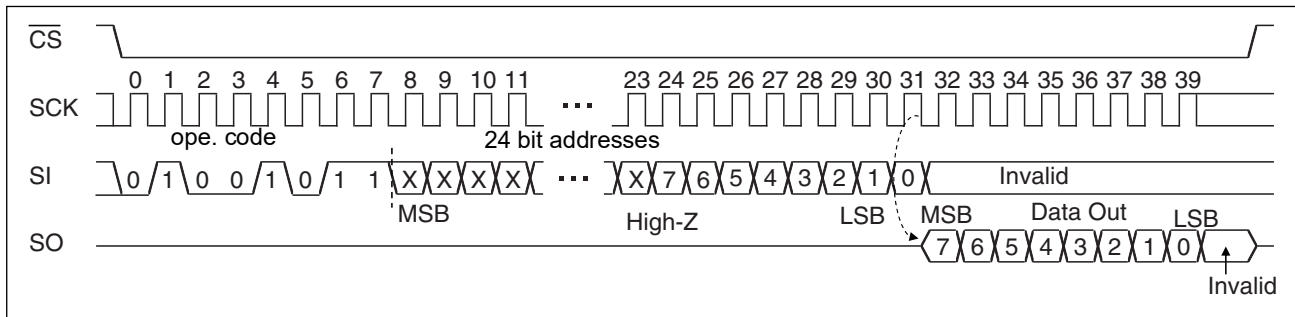 CS
0 1 2 3 4 5 6 7 8 9 10 11 23 24 25 26 27 28 29 30 31 32 33 34 35 36 37 38 39
SCK ...
ope. code 24 bit addresses
SI 0 1 0 0 1 0 1 1 X X X X ... X 7 6 5 4 3 2 1 0 Invalid
MSB High-Z LSB MSB Data Out LSB
SO 7 6 5 4 3 2 1 0
Invalid